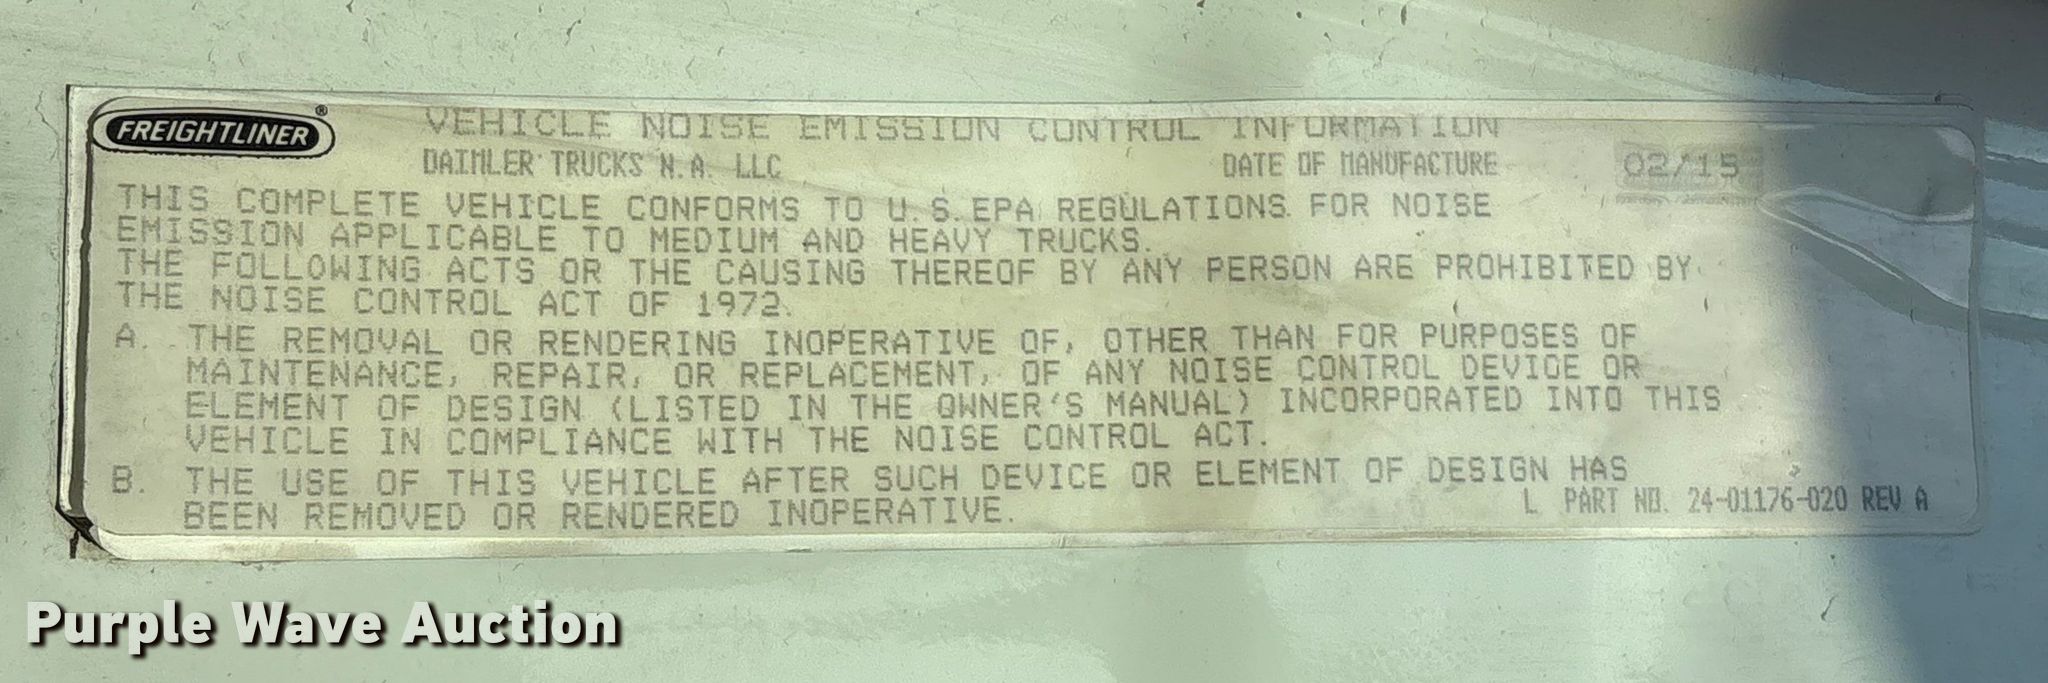 FREIGHTLINER®
VEHICLE NOISE EMISSION CONTROL INFORMATION
DAIMLER TRUCKS N.A. LLC DATE OF MANUFACTURE 02/15
THIS COMPLETE VEHICLE CONFORMS TO U.S.EPA REGULATIONS FOR NOISE
EMISSION APPLICABLE TO MEDIUM AND HEAVY TRUCKS.
THE FOLLOWING ACTS OR THE CAUSING THEREOF BY ANY PERSON ARE PROHIBITED BY
THE NOISE CONTROL ACT OF 1972.
A. THE REMOVAL OR RENDERING INOPERATIVE OF, OTHER THAN FOR PURPOSES OF
MAINTENANCE, REPAIR, OR REPLACEMENT, OF ANY NOISE CONTROL DEVICE OR
ELEMENT OF DESIGN (LISTED IN THE OWNER'S MANUAL) INCORPORATED INTO THIS
VEHICLE IN COMPLIANCE WITH THE NOISE CONTROL ACT.
B. THE USE OF THIS VEHICLE AFTER SUCH DEVICE OR ELEMENT OF DESIGN HAS
BEEN REMOVED OR RENDERED INOPERATIVE.
L PART NO. 24-01176-020 REV A
Purple Wave Auction